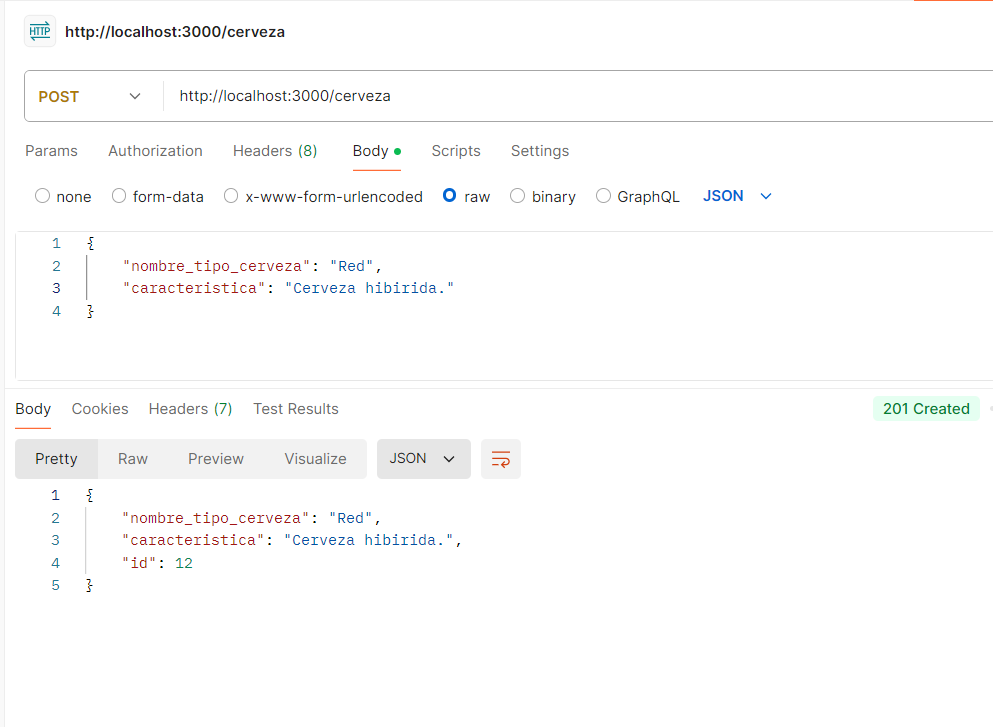 HTTP http://localhost:3000/cerveza
POST http://localhost:3000/cerveza
Params Authorization Headers (8) Body Scripts Settings
none form-data x-www-form-urlencoded raw binary GraphQL JSON
1 {
2 "nombre_tipo_cerveza": "Red",
3 "caracteristica": "Cerveza hibirida."
4 }
Body Cookies Headers (7) Test Results 201 Created
Pretty Raw Preview Visualize JSON
1 {
2 "nombre_tipo_cerveza": "Red",
3 "caracteristica": "Cerveza hibirida.",
4 "id": 12
5 }